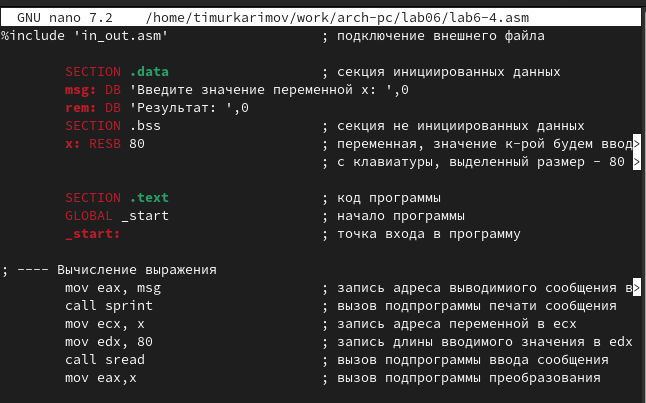 GNU nano 7.2 /home/timurkarimov/work/arch-pc/lab06/lab6-4.asm
%include 'in_out.asm' ; подключение внешнего файла
SECTION .data ; секция инициированных данных
msg: DB 'Введите значение переменной x: ',0
rem: DB 'Результат: ',0
SECTION .bss ; секция не инициированных данных
x: RESB 80 ; переменная, значение к-рой будем ввод>
; с клавиатуры, выделенный размер - 80 >
SECTION .text ; код программы
GLOBAL _start ; начало программы
_start: ; точка входа в программу
; ---- Вычисление выражения
mov eax, msg ; запись адреса выводимиого сообщения в>
call sprint ; вызов подпрограммы печати сообщения
mov ecx, x ; запись адреса переменной в ecx
mov edx, 80 ; запись длины вводимого значения в edx
call sread ; вызов подпрограммы ввода сообщения
mov eax,x ; вызов подпрограммы преобразования